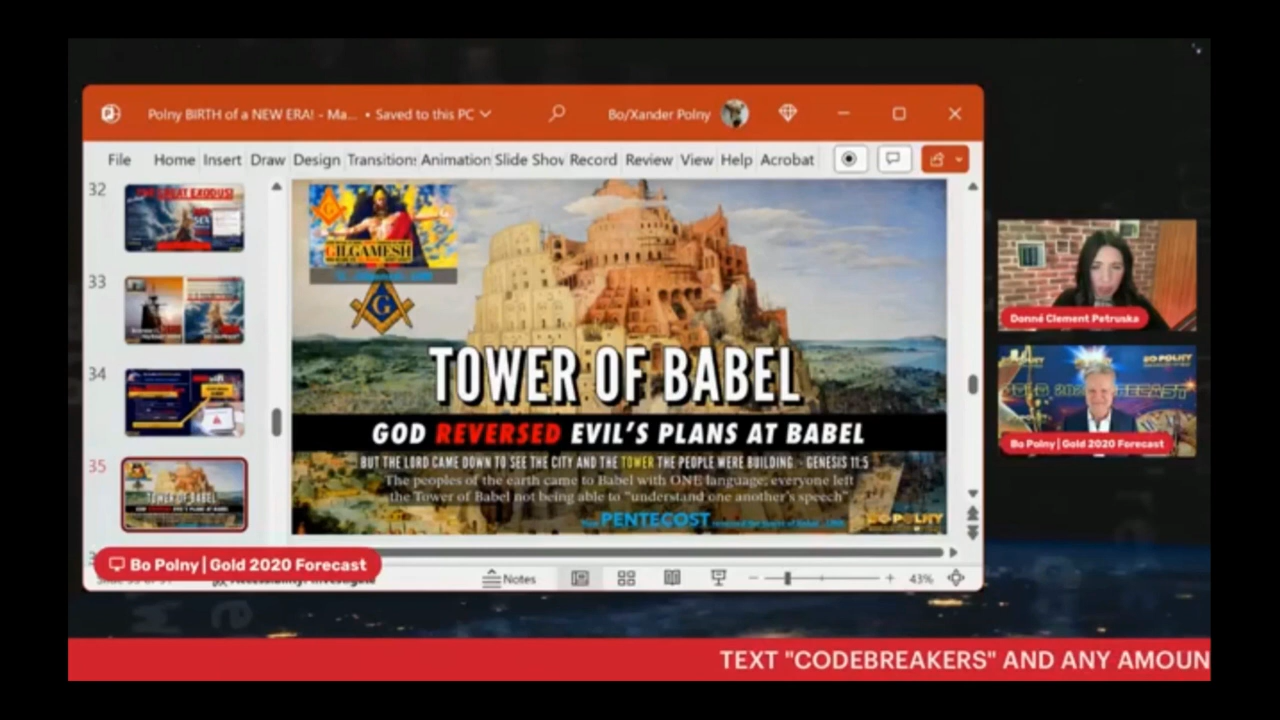 Polny BIRTH of a NEW ERA! - Ma... • Saved to this PC
Bo/Xander Polny
File Home Insert Draw Design Transition: Animation Slide Shov Record Review View Help Acrobat
32
33
34
35
GILGAMESH
G
TOWER OF BABEL
GOD REVERSED EVIL'S PLANS AT BABEL
BUT THE LORD CAME DOWN TO SEE THE CITY AND THE TOWER THE PEOPLE WERE BUILDING. - GENESIS 11:5
The peoples of the earth came to Babel with ONE language; everyone left
the Tower of Babel not being able to "understand one another's speech"
PENTECOST
BO POLNY
Donné Clement Petruska
BO POLNY
Bo Polny | Gold 2020 Forecast
Bo Polny | Gold 2020 Forecast
Notes
43%
TEXT "CODEBREAKERS" AND ANY AMOUN